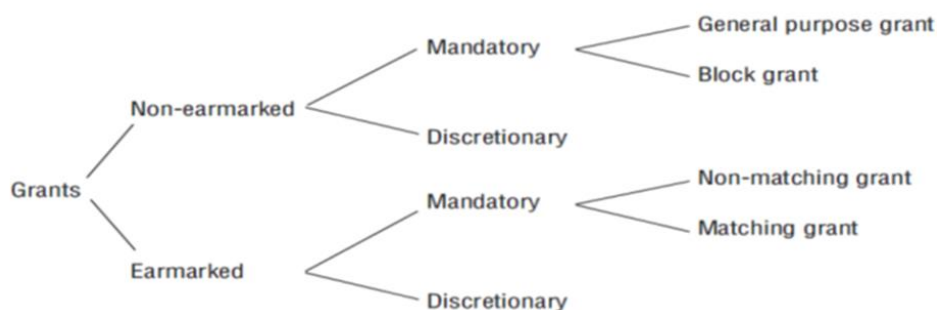 General purpose grant
Mandatory
Block grant
Non-earmarked
Discretionary
Non-matching grant
Grants
Mandatory
Matching grant
Earmarked
Discretionary